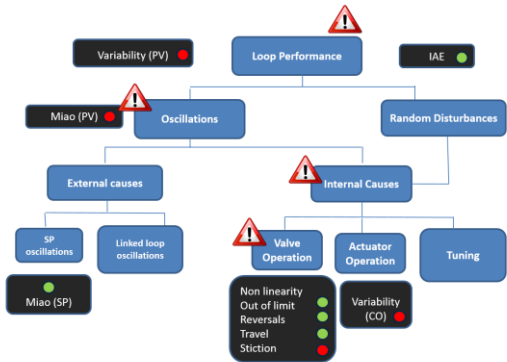 Variability (PV)
Loop Performance
IAE
Miao (PV)
Oscillations
Random Disturbances
External causes
Internal Causes
SP
oscillations
Linked loop
oscillations
Valve
Operation
Actuator
Operation
Tuning
Miao (SP)
Non linearity
Out of limit
Reversals
Travel
Stiction
Variability
(CO)